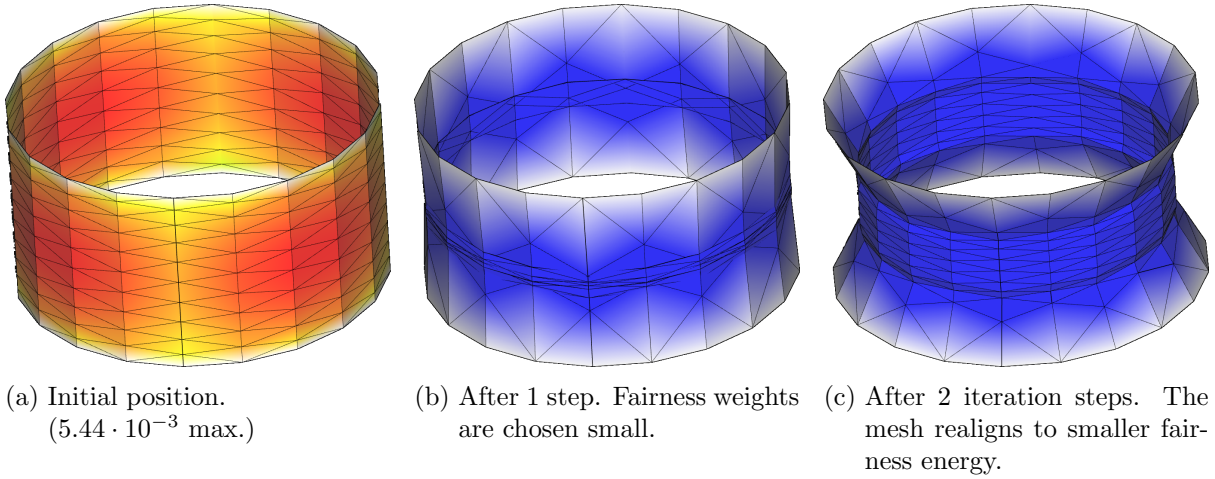 (a) Initial position.
(5.44 · 10⁻³ max.)
(b) After 1 step. Fairness weights
are chosen small.
(c) After 2 iteration steps. The
mesh realigns to smaller fair-
ness energy.